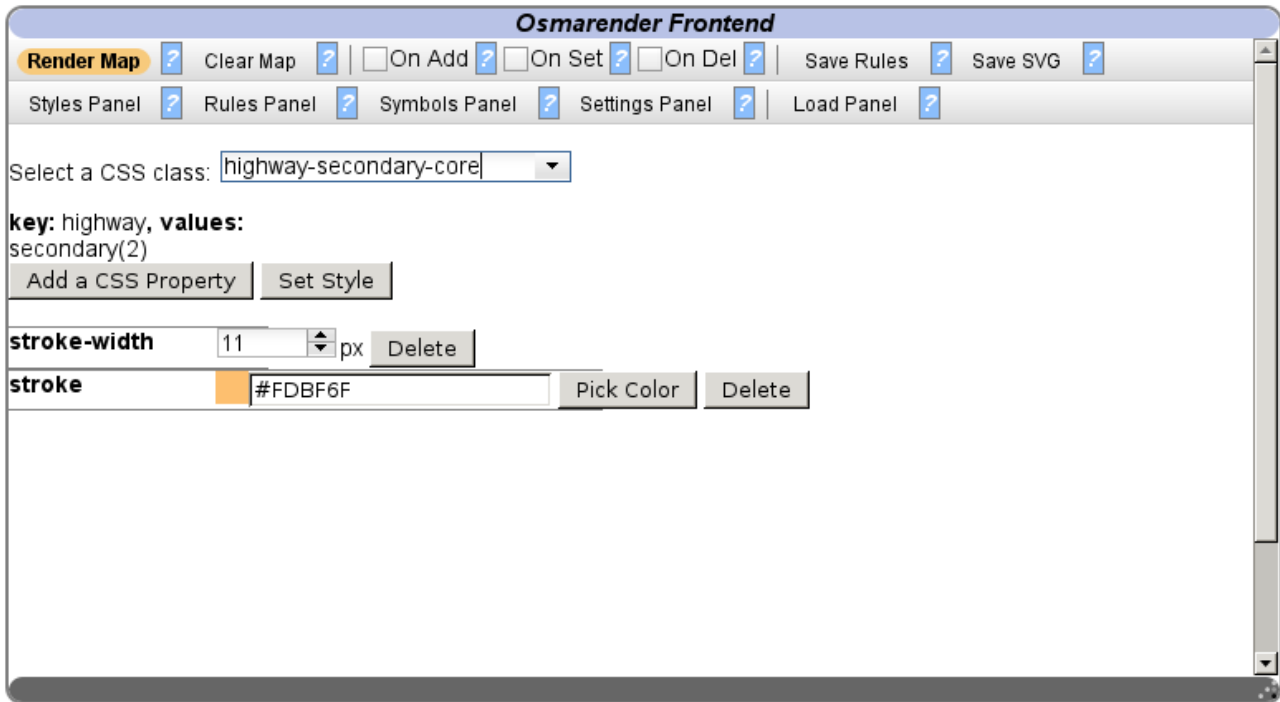 Osmarender Frontend
Render Map ? Clear Map ? On Add ? On Set ? On Del ? Save Rules ? Save SVG ?
Styles Panel ? Rules Panel ? Symbols Panel ? Settings Panel ? Load Panel ?
Select a CSS class: highway-secondary-core
key: highway, values:
secondary(2)
Add a CSS Property Set Style
stroke-width 11 px Delete
stroke #FDBF6F Pick Color Delete